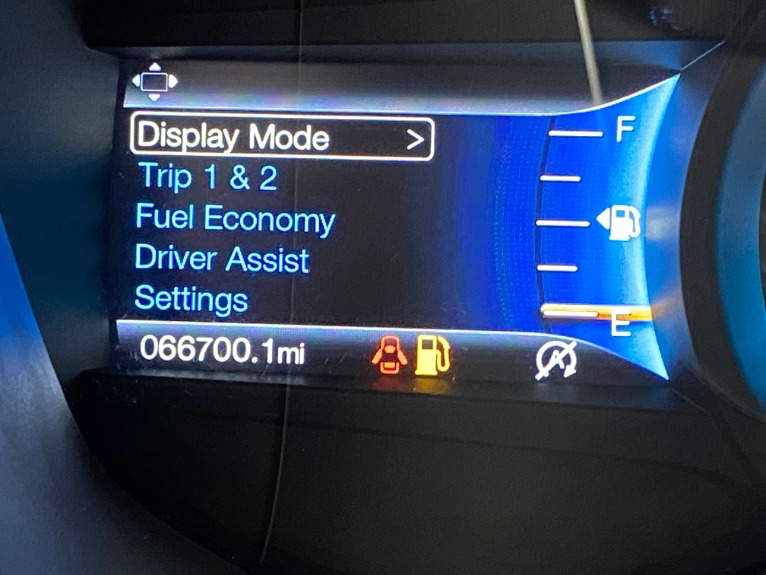 Display Mode >
Trip 1 & 2
Fuel Economy
Driver Assist
Settings
F
E
066700.1mi